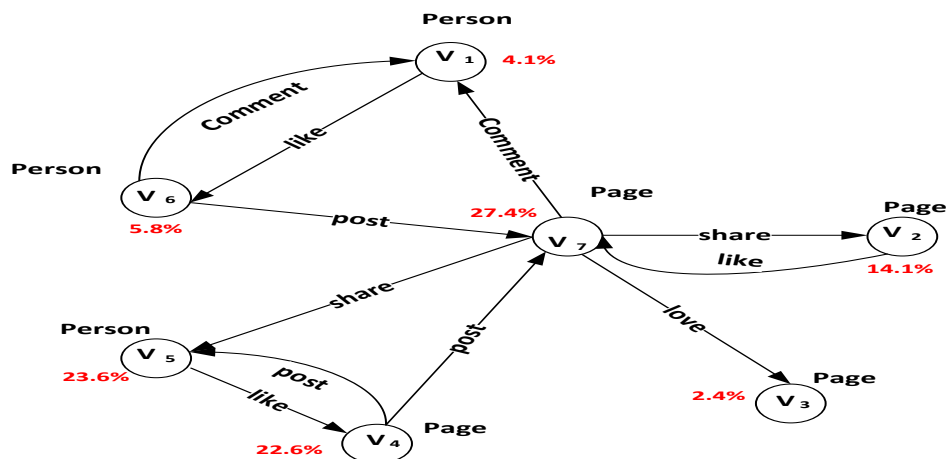 Person
V 1
4.1%
Comment
like
Comment
Person
V 6
5.8%
post
Page
27.4%
V 7
share
like
Page
V 2
14.1%
share
post
love
Person
V 5
23.6%
post
like
V 4
22.6%
Page
Page
2.4%
V 3